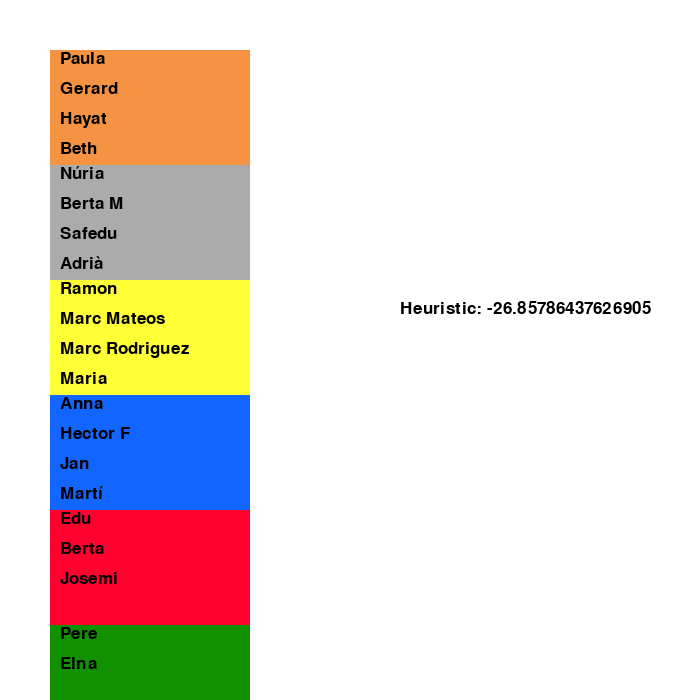 Paula
Gerard
Hayat
Beth
Núria
Berta M
Safedu
Adrià
Ramon
Heuristic: -26.85786437626905
Marc Mateos
Marc Rodriguez
Maria
Anna
Hector F
Jan
Martí
Edu
Berta
Josemi
Pere
Elna